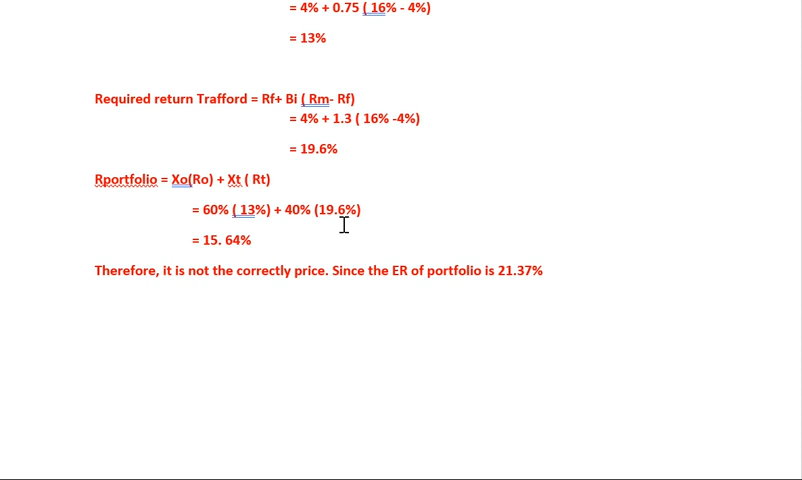 = 4% + 0.75 ( 16% - 4%)
= 13%
Required return Trafford = Rf+ Bi ( Rm- Rf)
= 4% + 1.3 ( 16% -4%)
= 19.6%
Rportfolio = Xo(Ro) + Xt ( Rt)
= 60% ( 13%) + 40% (19.6%)
= 15. 64%
Therefore, it is not the correctly price. Since the ER of portfolio is 21.37%